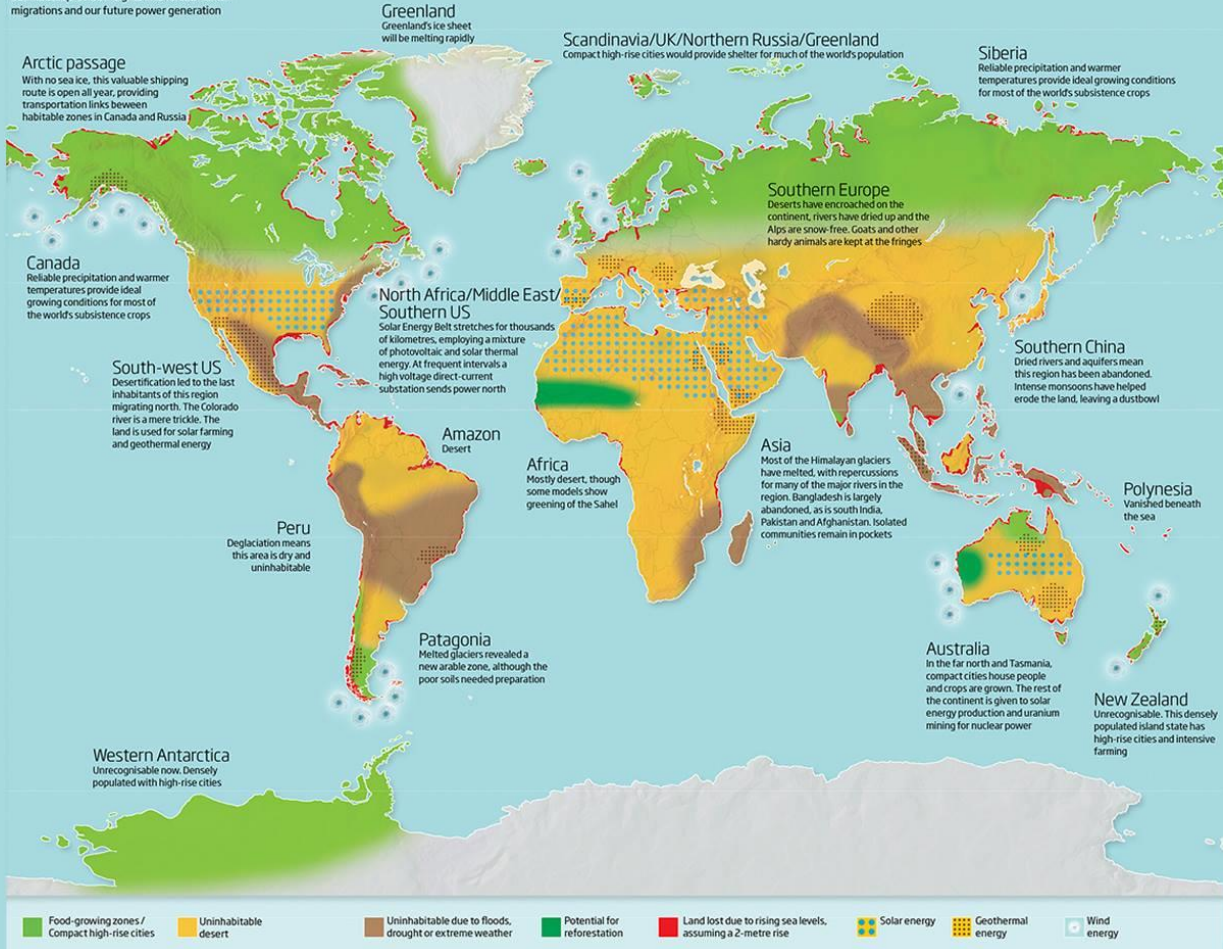 migrations and our future power generation
Greenland
Greenland's ice sheet
will be melting rapidly
Scandinavia/UK/Northern Russia/Greenland
Compact high-rise cities would provide shelter for much of the world's population
Siberia
Reliable precipitation and warmer
temperatures provide ideal growing conditions
for most of the world's subsistence crops
Arctic passage
With no sea ice, this valuable shipping
route is open all year, providing
transportation links beween
habitable zones in Canada and Russia
Southern Europe
Deserts have encroached on the
continent, rivers have dried up and the
Alps are snow-free. Goats and other
hardy animals are kept at the fringes
Canada
Reliable precipitation and warmer
temperatures provide ideal
growing conditions for most of
the world's subsistence crops
North Africa/Middle East/
Southern US
Solar Energy Belt stretches for thousands
of kilometres, employing a mixture
of photovoltaic and solar thermal
energy. At frequent intervals a
high voltage direct-current
substation sends power north
South-west US
Desertification led to the last
inhabitants of this region
migrating north. The Colorado
river is a mere trickle. The
land is used for solar farming
and geothermal energy
Southern China
Dried rivers and aquifers mean
this region has been abandoned.
Intense monsoons have helped
erode the land, leaving a dustbowl
Amazon
Desert
Africa
Mostly desert, though
some models show
greening of the Sahel
Asia
Most of the Himalayan glaciers
have melted, with repercussions
for many of the major rivers in the
region. Bangladesh is largely
abandoned, as is south India,
Pakistan and Afghanistan. Isolated
communities remain in pockets
Polynesia
Vanished beneath
the sea
Peru
Deglaciation means
this area is dry and
uninhabitable
Patagonia
Melted glaciers revealed a
new arable zone, although the
poor soils needed preparation
Australia
In the far north and Tasmania,
compact cities house people
and crops are grown. The rest of
the continent is given to solar
energy production and uranium
mining for nuclear power
New Zealand
Unrecognisable. This densely
populated island state has
high-rise cities and intensive
farming
Western Antarctica
Unrecognisable now. Densely
populated with high-rise cities
Food-growing zones/
Compact high-rise cities
Uninhabitable
desert
Uninhabitable due to floods,
drought or extreme weather
Potential for
reforestation
Land lost due to rising sea levels,
assuming a 2-metre rise
Solar energy
Geothermal
energy
Wind
energy